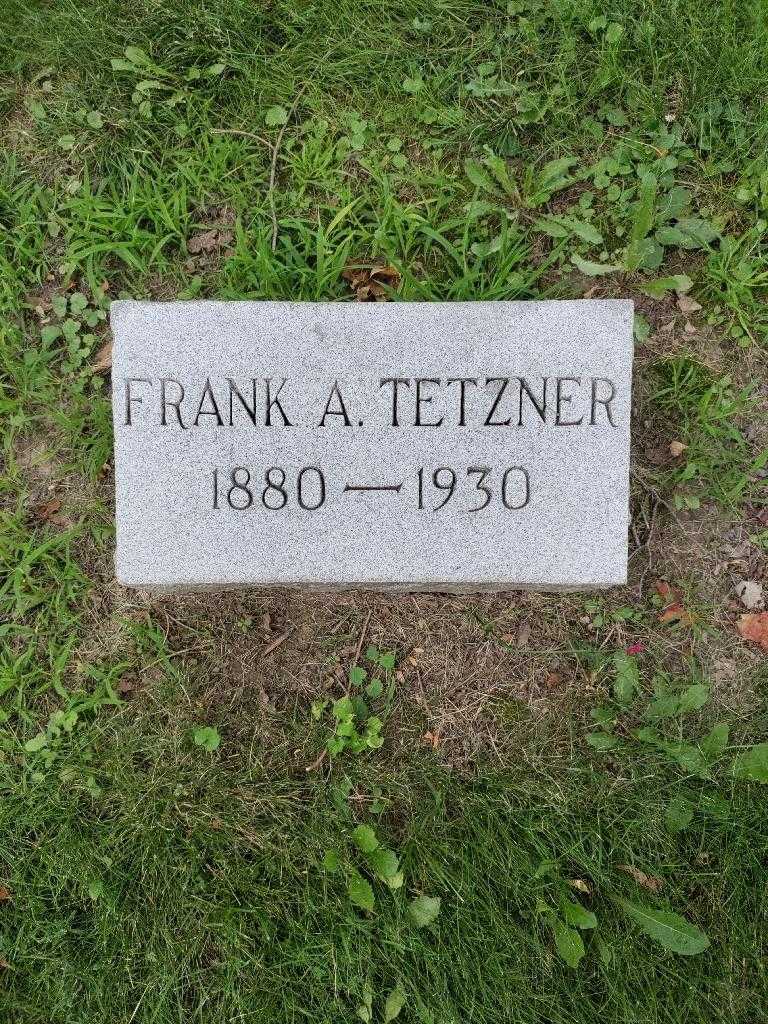 FRANK A. TETZNER
1880 — 1930